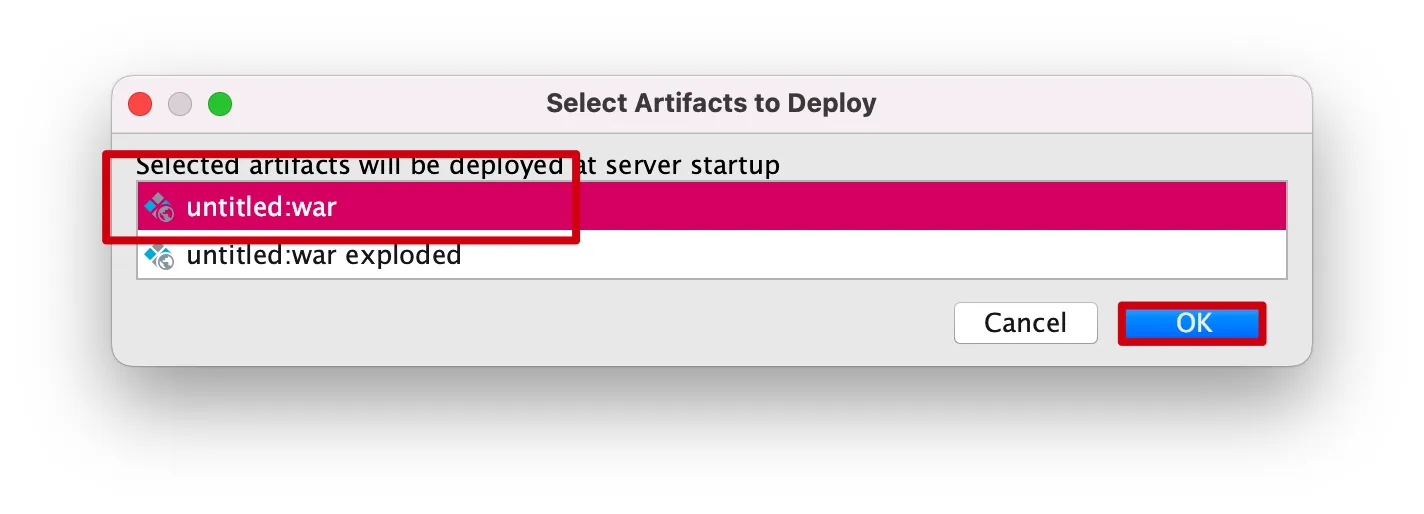 Select Artifacts to Deploy
Selected artifacts will be deployed at server startup
untitled:war
untitled:war exploded
Cancel
OK